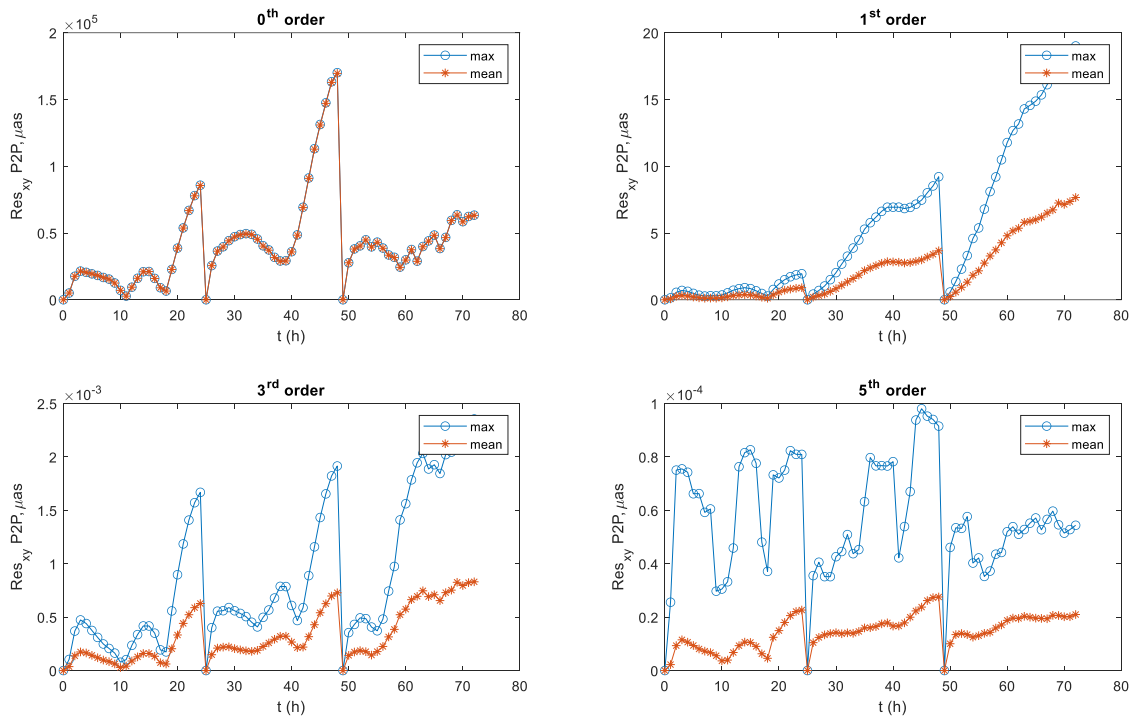 0th order
×10^5
2
1.5
1
0.5
0
Res_xy P2P, μas
0 10 20 30 40 50 60 70 80
t (h)
max
mean
1st order
20
15
10
5
0
Res_xy P2P, μas
0 10 20 30 40 50 60 70 80
t (h)
max
mean
3rd order
×10^-3
2.5
2
1.5
1
0.5
0
Res_xy P2P, μas
0 10 20 30 40 50 60 70 80
t (h)
max
mean
5th order
×10^-4
1
0.8
0.6
0.4
0.2
0
Res_xy P2P, μas
0 10 20 30 40 50 60 70 80
t (h)
max
mean